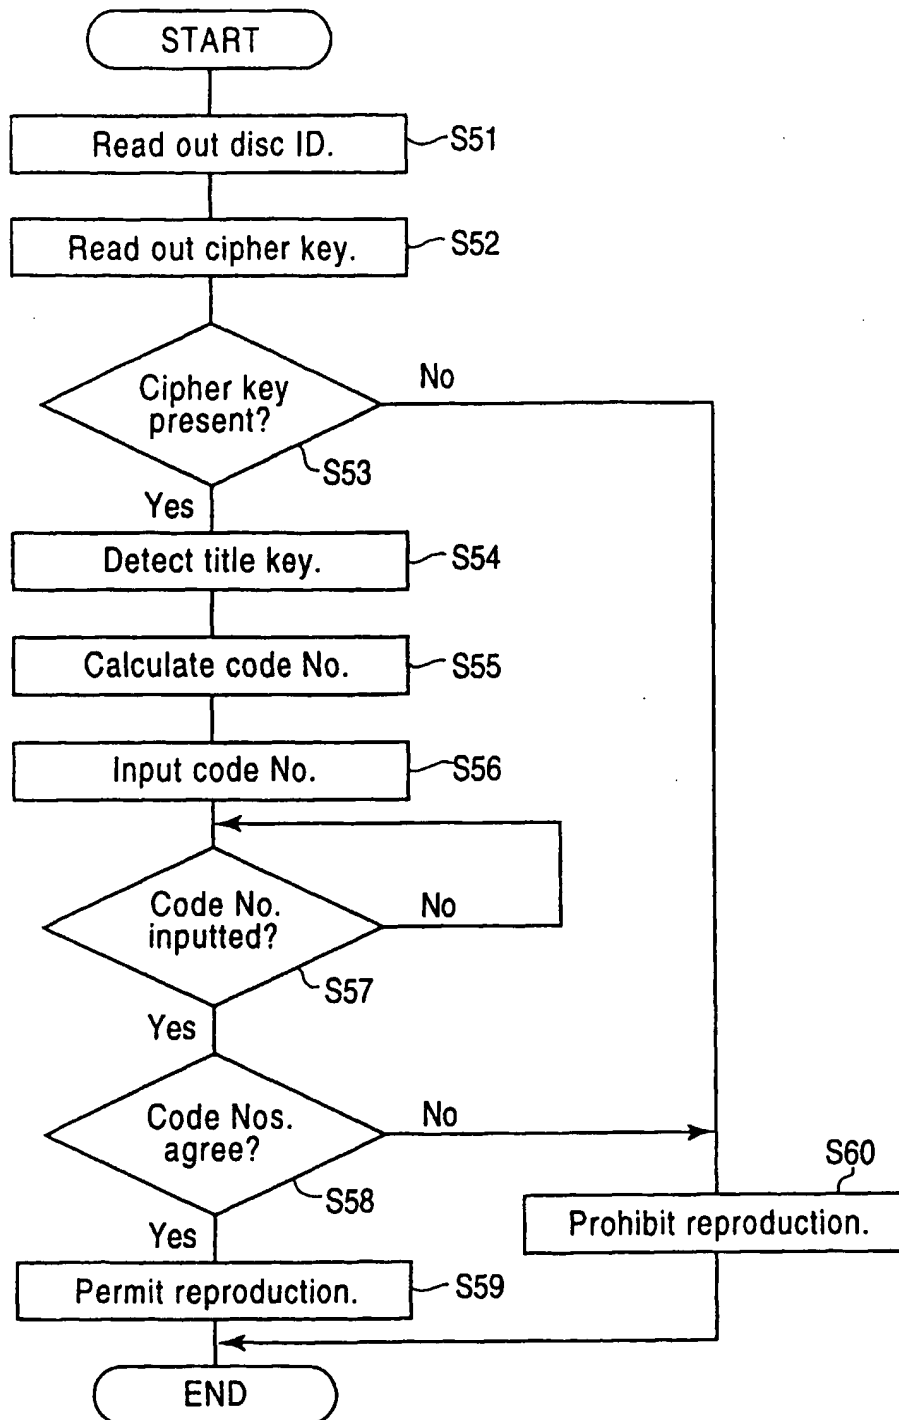 START
Read out disc ID.
S51
Read out cipher key.
S52
Cipher key
present?
No
S53
Yes
Detect title key.
S54
Calculate code No.
S55
Input code No.
S56
Code No.
inputted?
No
S57
Yes
Code Nos.
agree?
No
S58
S60
Prohibit reproduction.
Yes
Permit reproduction.
S59
END